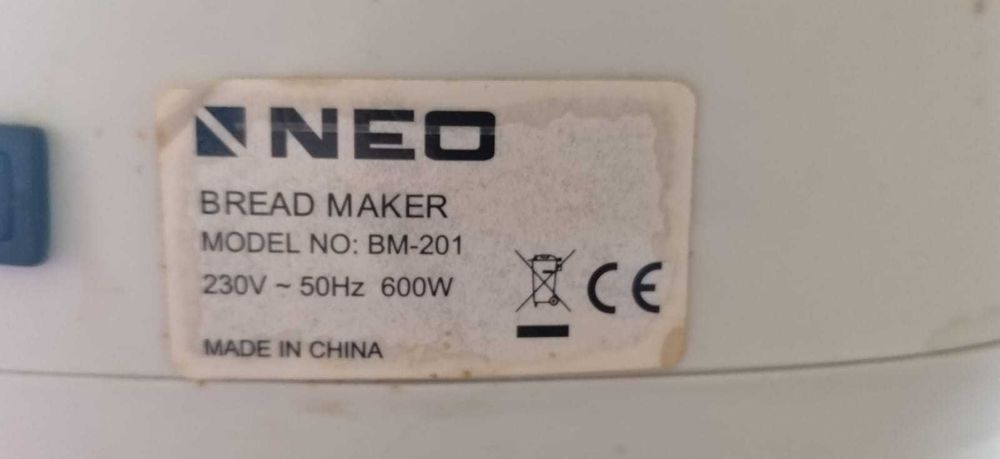 NEO
BREAD MAKER
MODEL NO: BM-201
230V ~ 50Hz 600W
CE
MADE IN CHINA